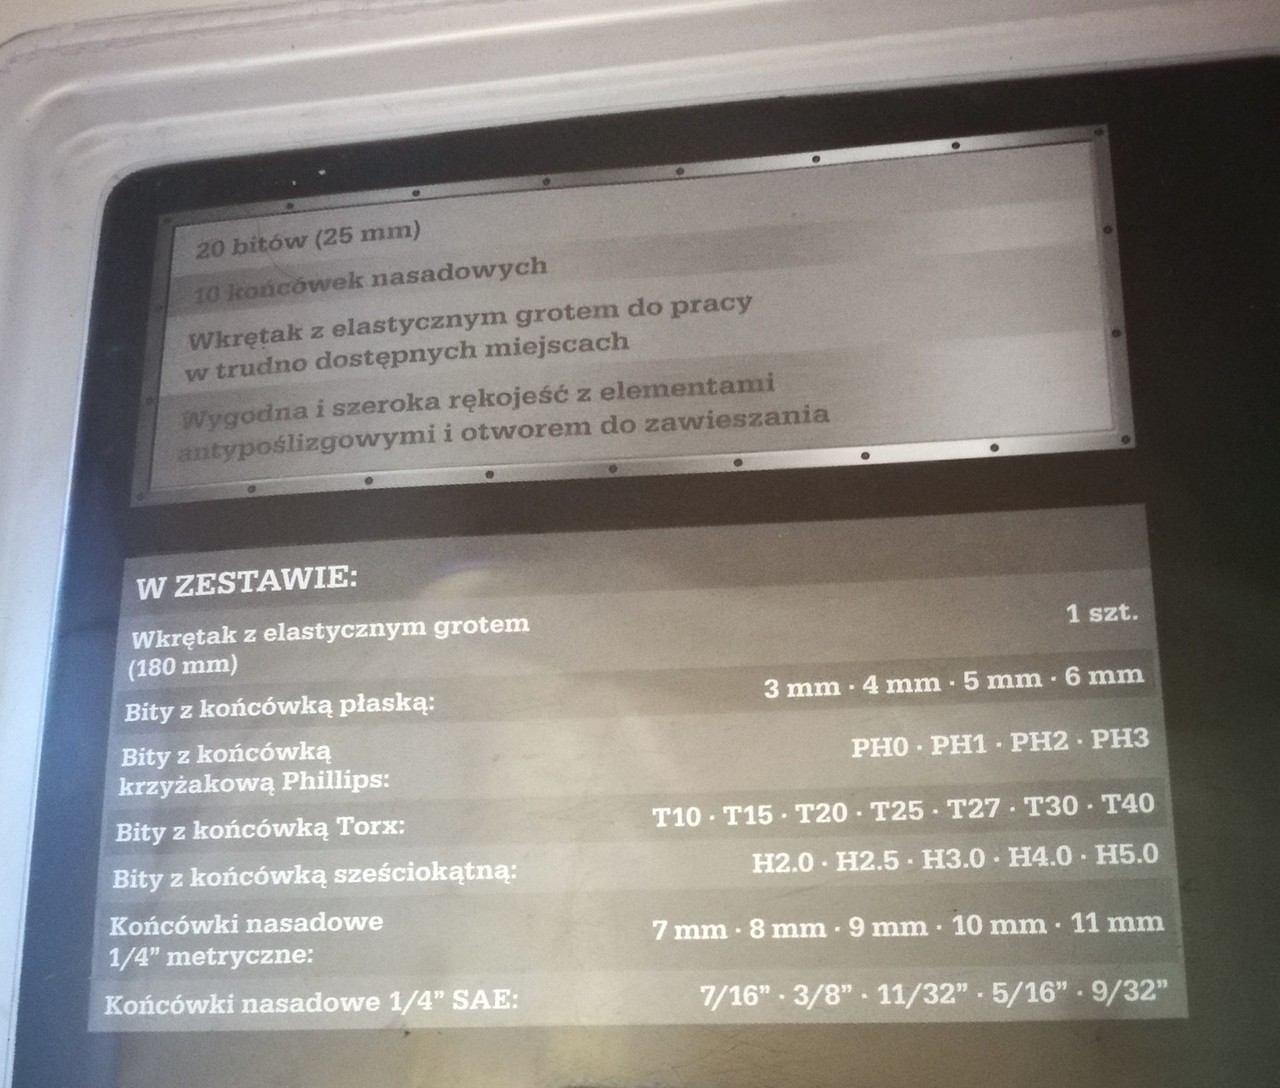 20 bitów (25 mm)
10 końcówek nasadowych
Wkrętak z elastycznym grotem do pracy
w trudno dostępnych miejscach
Wygodna i szeroka rękojeść z elementami
antypoślizgowymi i otworem do zawieszania
W ZESTAWIE:
Wkrętak z elastycznym grotem
(180 mm)
1 szt.
Bity z końcówką płaską:
3 mm · 4 mm · 5 mm · 6 mm
Bity z końcówką
krzyżakową Phillips:
PH0 · PH1 · PH2 · PH3
Bity z końcówką Torx:
T10 · T15 · T20 · T25 · T27 · T30 · T40
Bity z końcówką sześciokątną:
H2.0 · H2.5 · H3.0 · H4.0 · H5.0
Końcówki nasadowe
1/4” metryczne:
7 mm · 8 mm · 9 mm · 10 mm · 11 mm
Końcówki nasadowe 1/4” SAE:
7/16” · 3/8” · 11/32” · 5/16” · 9/32”